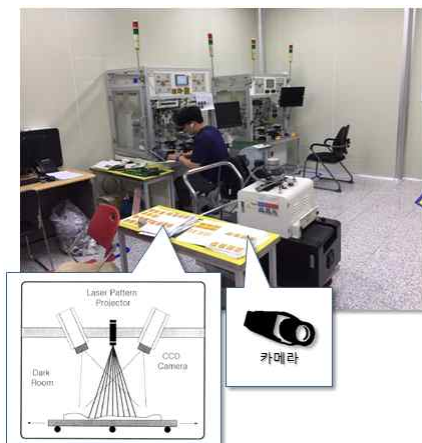 Laser Pattern
Projector
Dark
Room
CCD
Camera
카메라